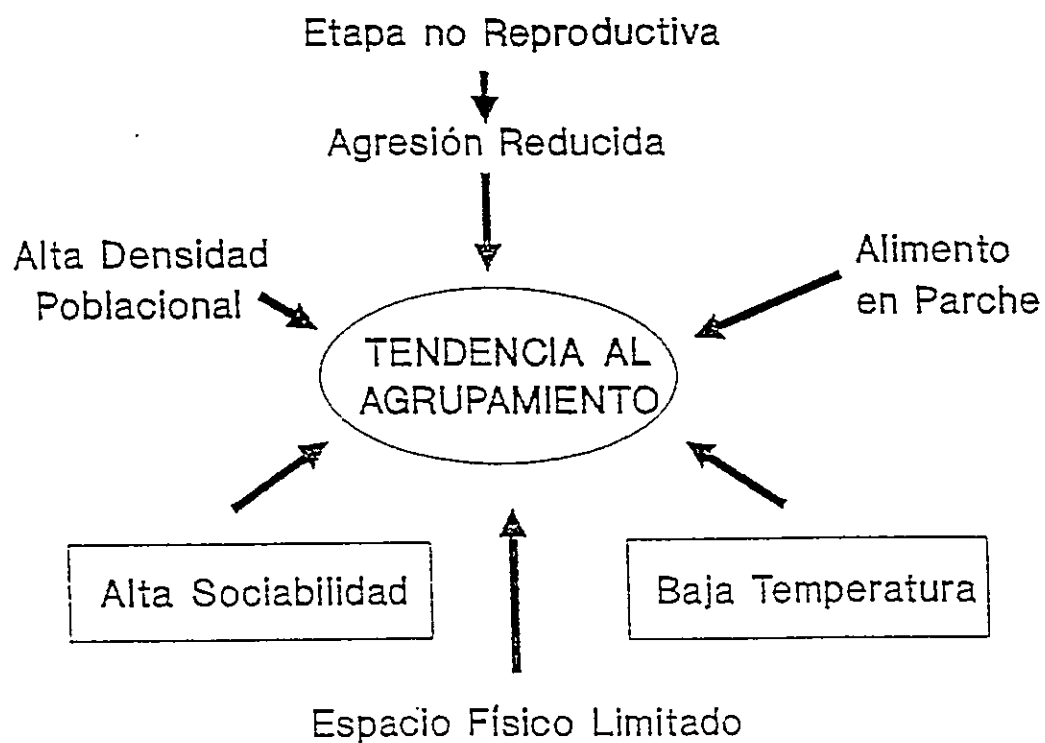 Etapa no Reproductiva
Agresión Reducida
Alta Densidad
Poblacional
Alimento
en Parche
TENDENCIA AL
AGRUPAMIENTO
Alta Sociabilidad
Baja Temperatura
Espacio Físico Limitado